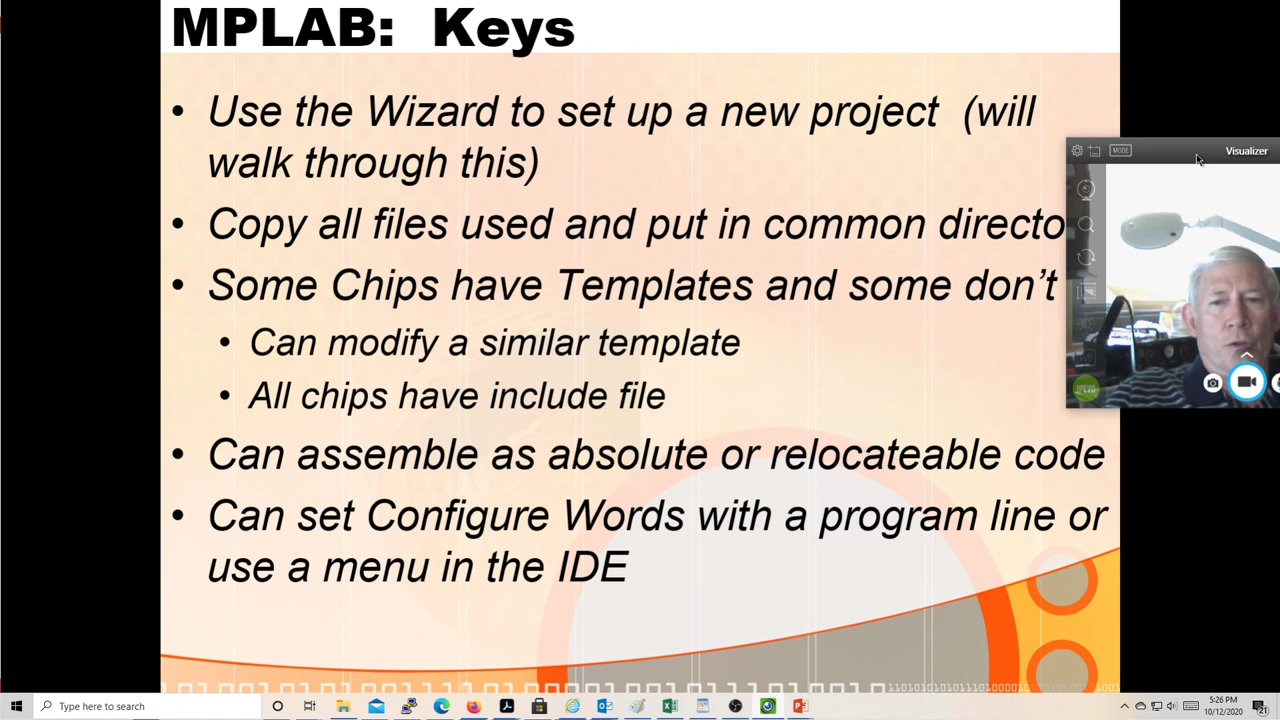 MPLAB: Keys
• Use the Wizard to set up a new project (will
walk through this)
• Copy all files used and put in common directo
• Some Chips have Templates and some don't
• Can modify a similar template
• All chips have include file
• Can assemble as absolute or relocateable code
• Can set Configure Words with a program line or
use a menu in the IDE
MODE
Visualizer
Type here to search
5:26 PM
10/12/2020